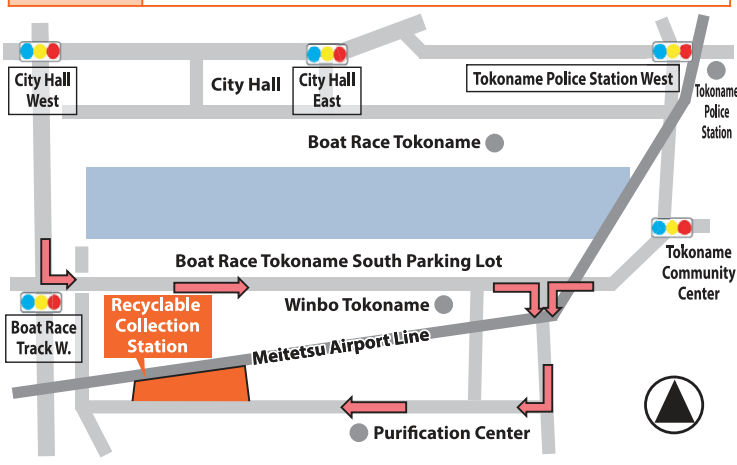 City Hall
West
City Hall
City Hall
East
Tokoname Police Station West
Tokoname
Police
Station
Boat Race Tokoname
Boat Race Tokoname South Parking Lot
Tokoname
Community
Center
Boat Race
Track W.
Recyclable
Collection
Station
Winbo Tokoname
Meitetsu Airport Line
Purification Center